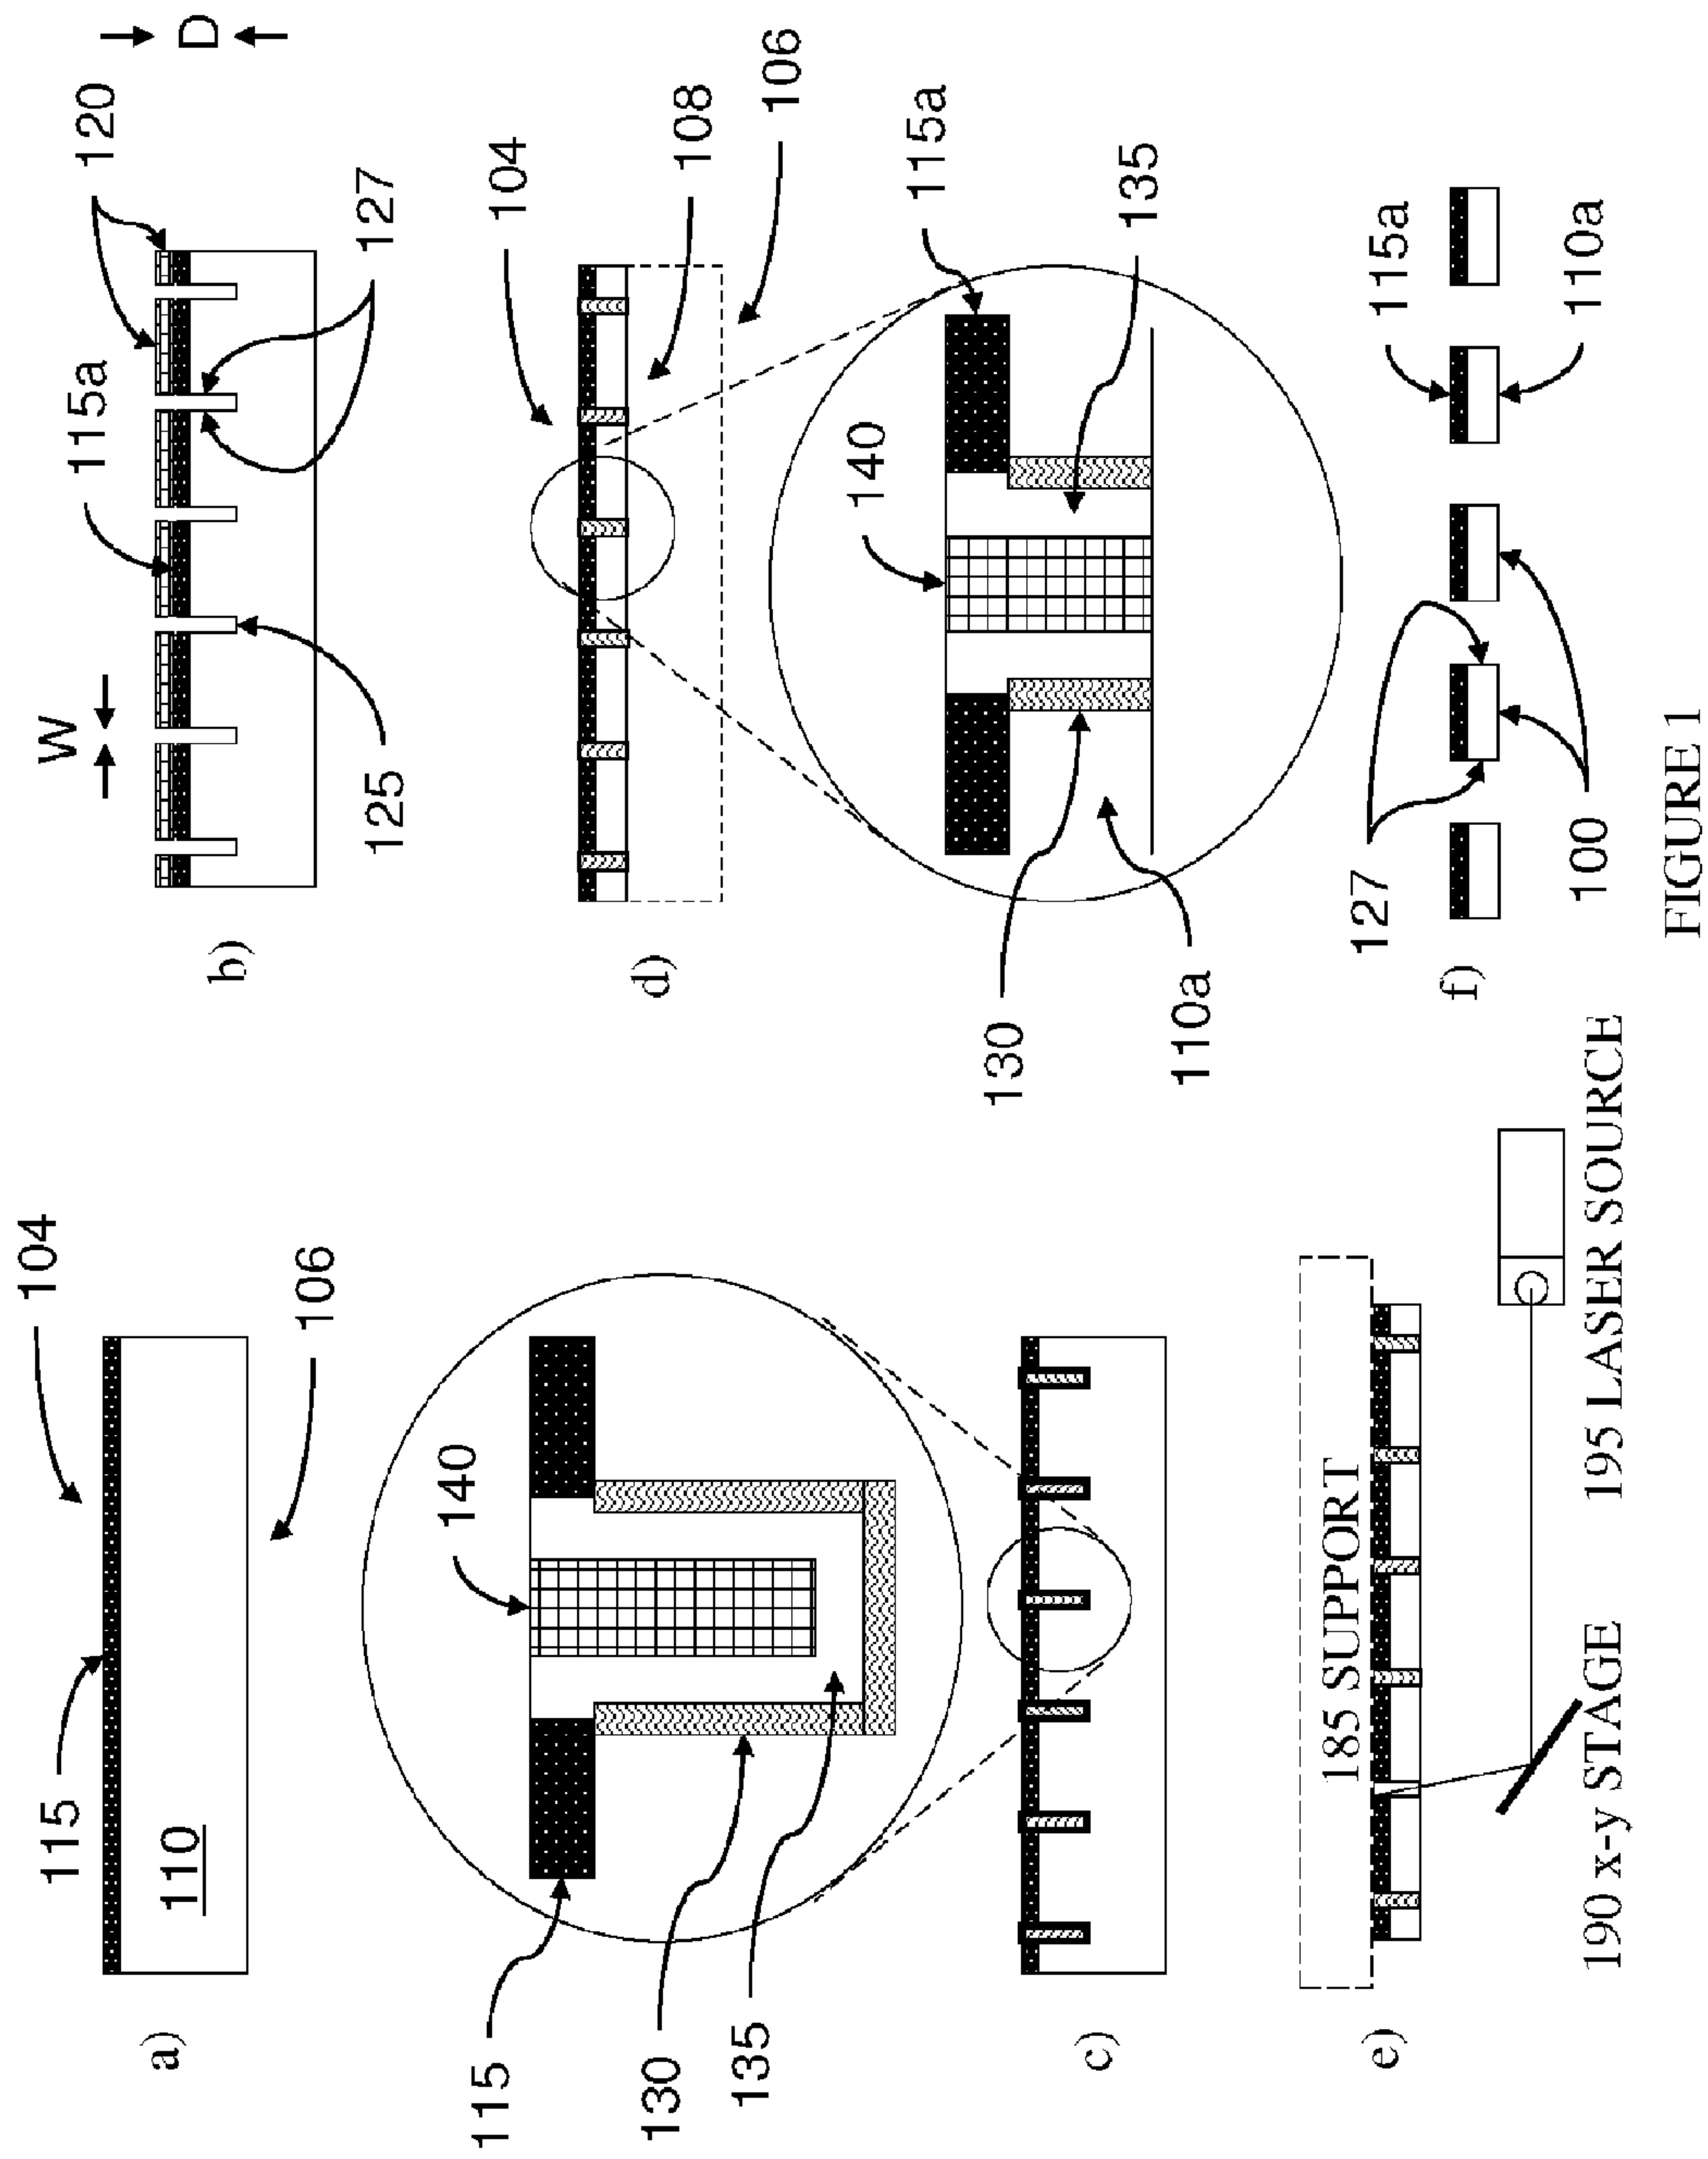 a)
104
115
110
106
b)
W
115a
120
D
125
127
c)
140
115
130
135
d)
104
108
106
140
115a
130
110a
135
e)
185 SUPPORT
190 x-y STAGE
195 LASER SOURCE
f)
127
115a
100
110a
FIGURE 1